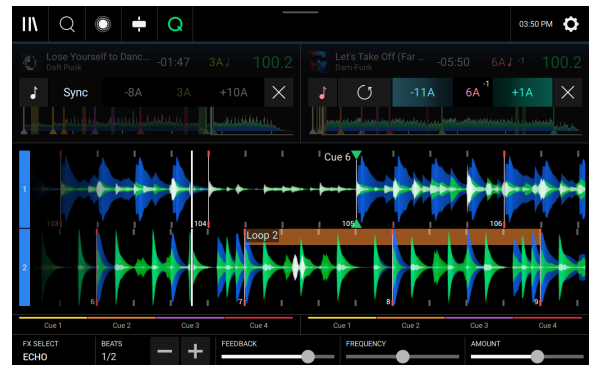 03:50 PM
Lose Yourself to Danc...
Daft Punk
-01:47
3A♩
100.2
Let's Take Off (Far ...
Dam-Funk
-05:50
6A♩ -1
100.2
Sync
-8A
3A
+10A
-11A
6A -1
+1A
1
Cue 6
103
104
105
106
2
Loop 2
6
7
8
9
Cue 1
Cue 2
Cue 3
Cue 4
Cue 1
Cue 2
Cue 3
Cue 4
FX SELECT
ECHO
BEATS
1/2
FEEDBACK
FREQUENCY
AMOUNT